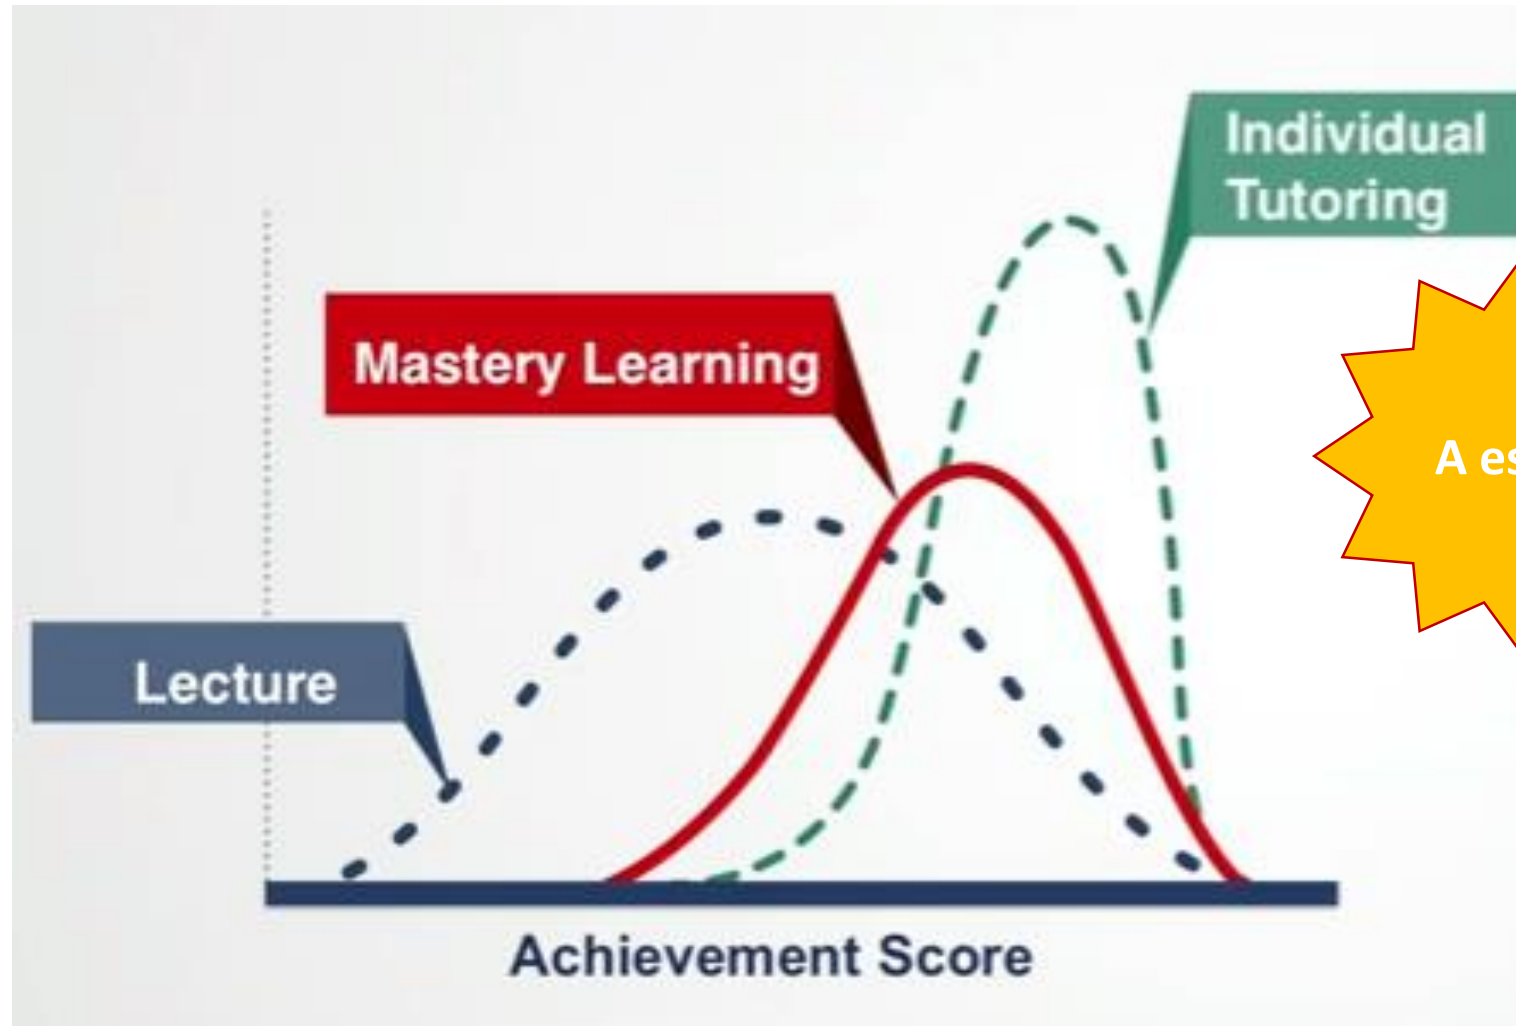 Individual
Tutoring
Mastery Learning
A
Lecture
Achievement Score